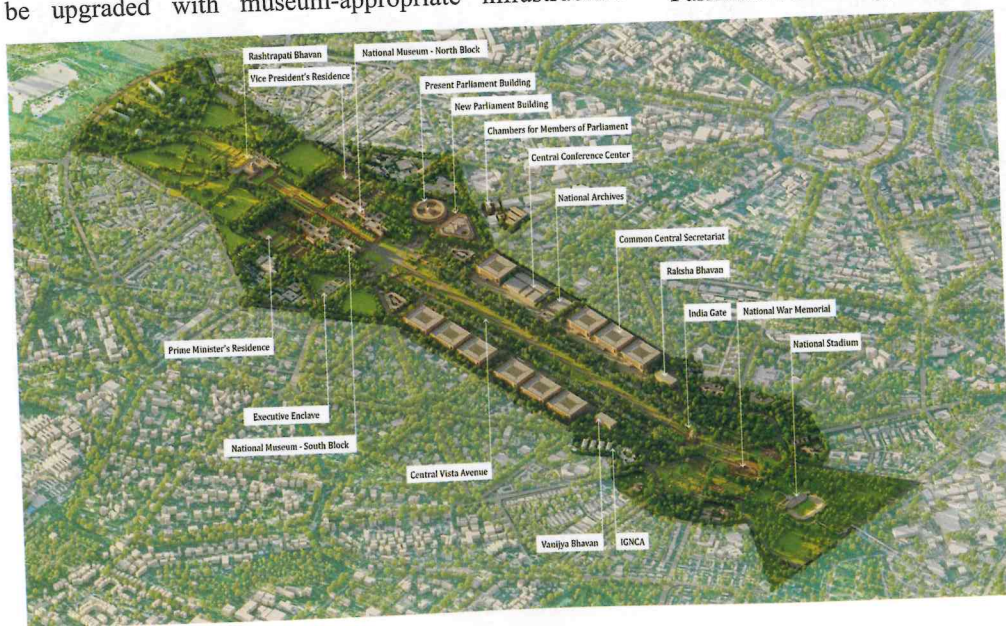 be upgraded with museum-appropriate
Rashtrapati Bhavan
National Museum - North Block
Vice President's Residence
Present Parliament Building
New Parliament Building
Chambers for Members of Parliament
Central Conference Center
National Archives
Common Central Secretariat
Raksha Bhavan
India Gate
National War Memorial
National Stadium
Prime Minister's Residence
Executive Enclave
National Museum - South Block
Central Vista Avenue
Vanijya Bhavan
IGNCA